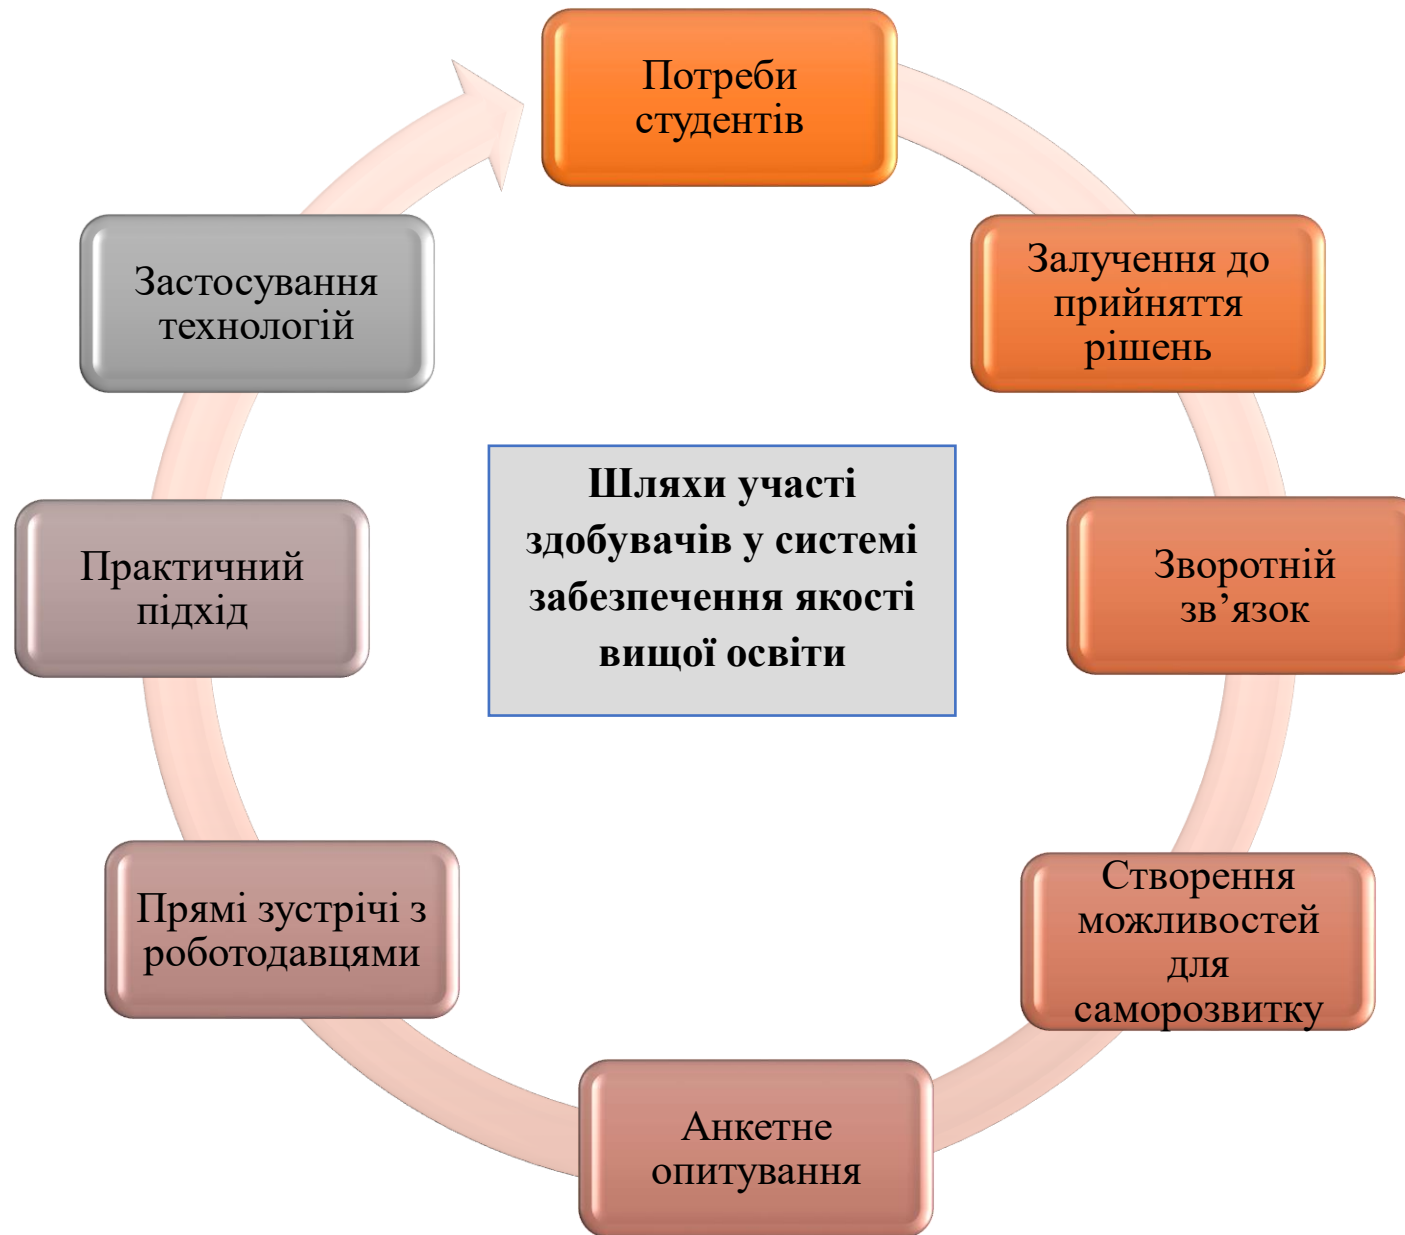 Потреби
студентів
Залучення до
прийняття
рішень
Зворотній
зв’язок
Створення
можливостей
для
саморозвитку
Анкетне
опитування
Прямі зустрічі з
роботодавцями
Практичний
підхід
Застосування
технологій
Шляхи участі
здобувачів у системі
забезпечення якості
вищої освіти